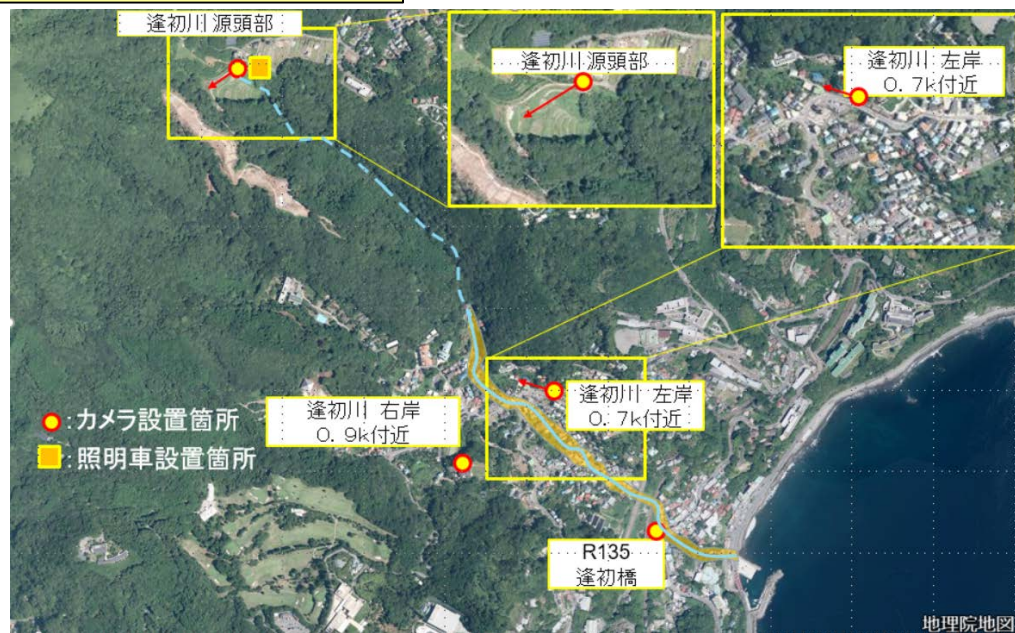 逢初川 源頭部
逢初川 源頭部
逢初川 左岸
0.7k付近
逢初川 右岸
0.9k付近
逢初川 左岸
0.7k付近
：カメラ設置箇所
：照明車設置箇所
R135
逢初橋
地理院地図